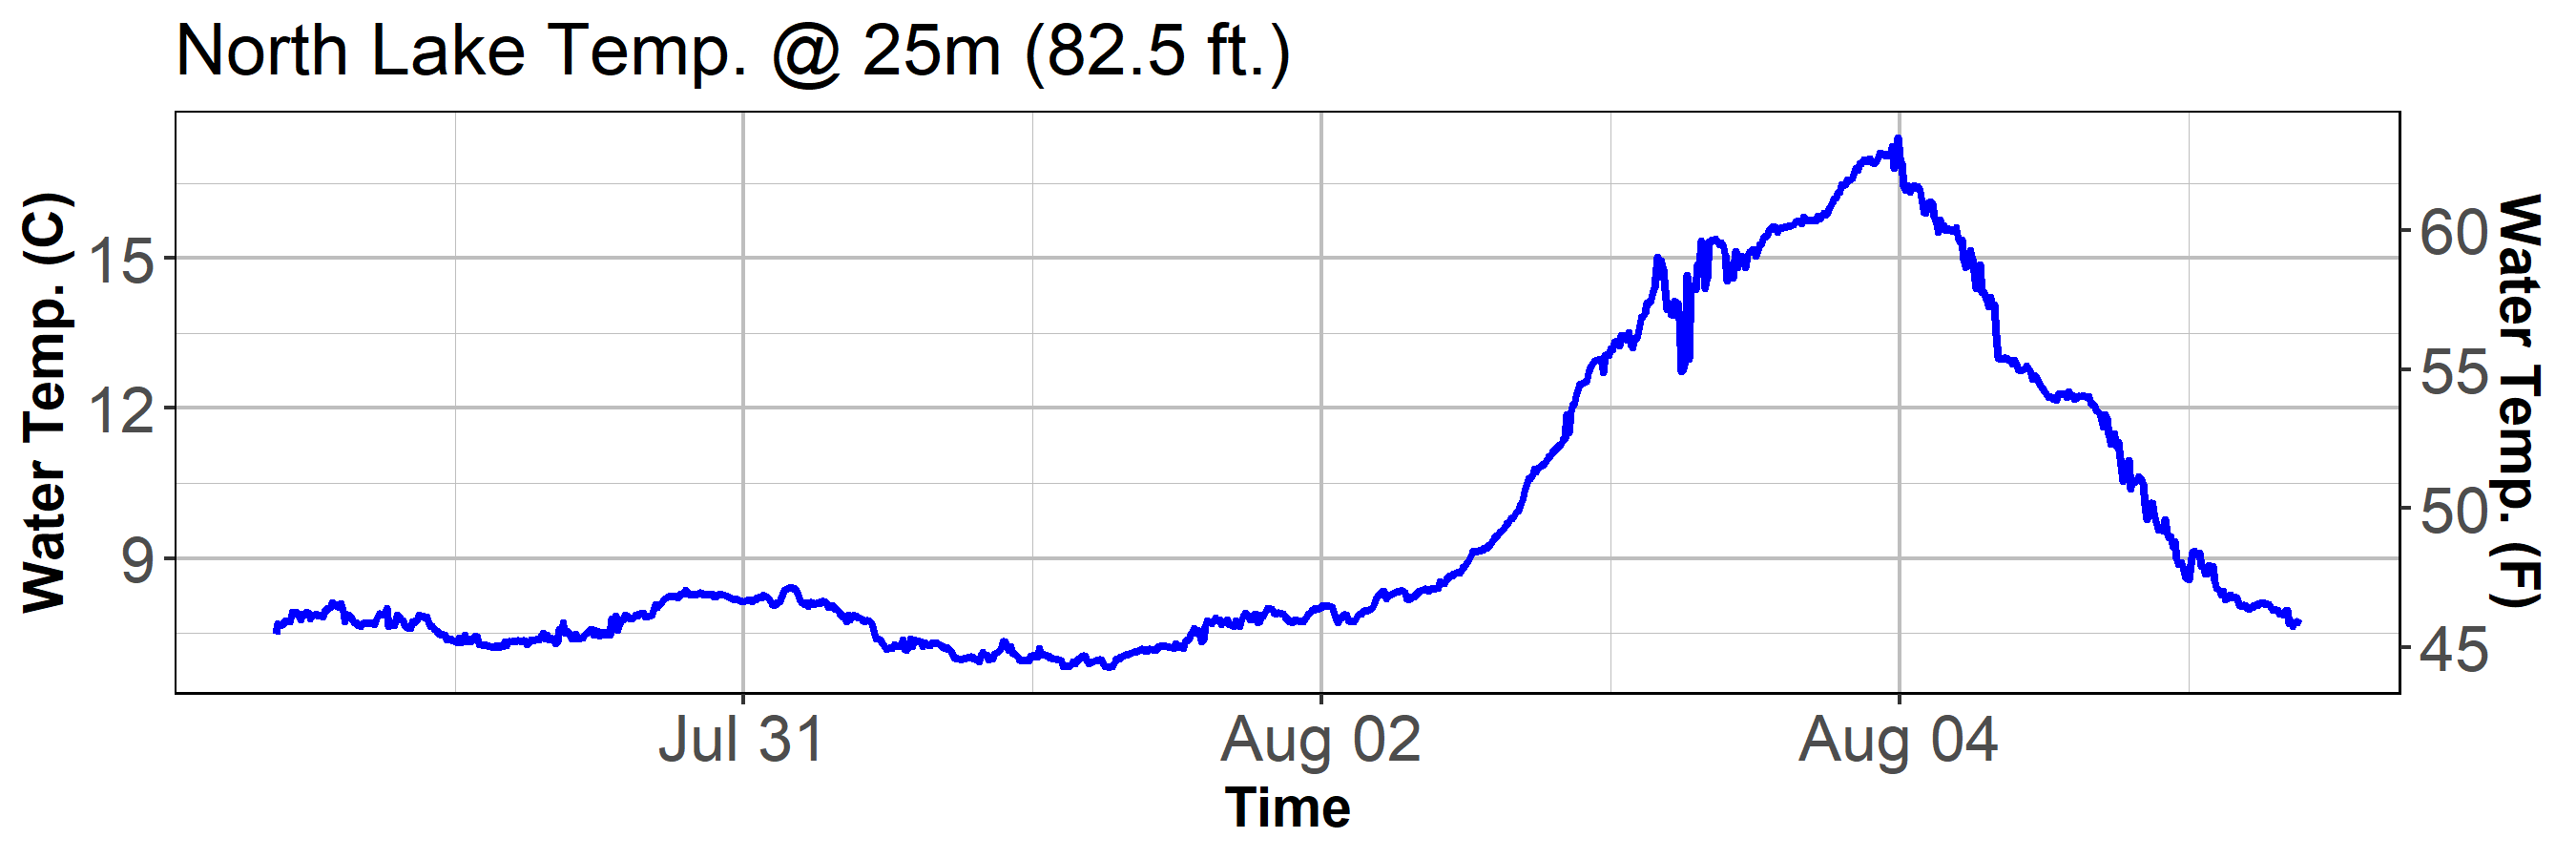 North Lake Temp. @ 25m (82.5 ft.)
Water Temp. (C)
15
12
9
60
55
50
45
Water Temp. (F)
Jul 31 Aug 02 Aug 04
Time